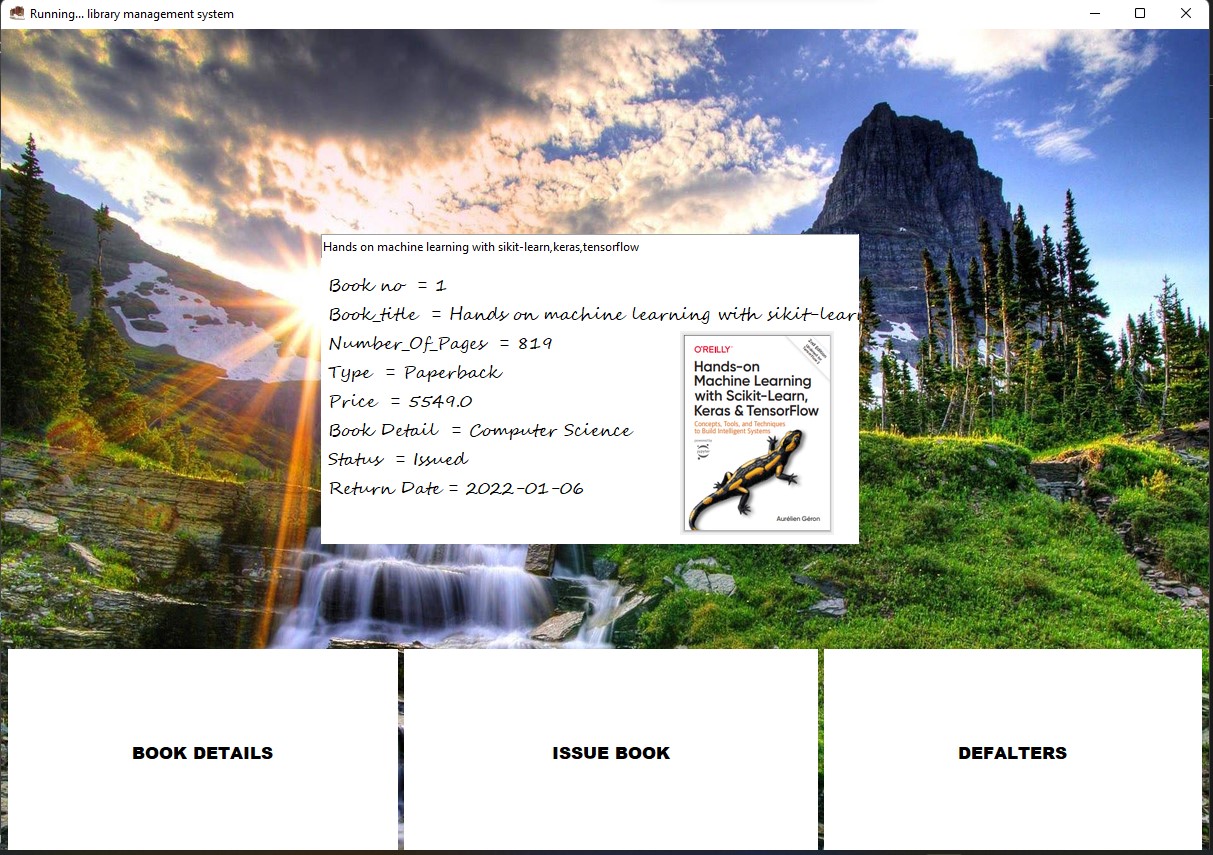 Running... library management system
Hands on machine learning with sikit-learn,keras,tensorflow
Book no = 1
Book_title = Hands on machine learning with sikit-lear
Number_Of_Pages = 819
Type = Paperback
Price = 5549.0
Book Detail = Computer Science
Status = Issued
Return Date = 2022-01-06
O'REILLY
Hands-on
Machine Learning
with Scikit-Learn,
Keras & TensorFlow
Concepts, Tools, and Techniques
to Build Intelligent Systems
powered by
Aurélien Géron
BOOK DETAILS
ISSUE BOOK
DEFALTERS